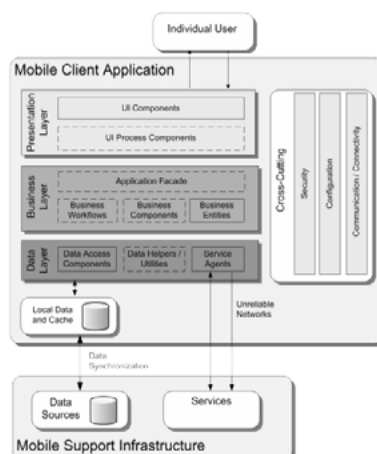 Individual User
Mobile Client Application
Presentation
Layer
UI Components
UI Process Components
Business
Layer
Application Facade
Business
Workflows
Business
Components
Business
Entities
Data
Layer
Data Access
Components
Data Helpers /
Utilities
Service
Agents
Cross-Cutting
Security
Configuration
Communication / Connectivity
Local Data
and Cache
Unreliable
Networks
Data
Synchronization
Data
Sources
Services
Mobile Support Infrastructure